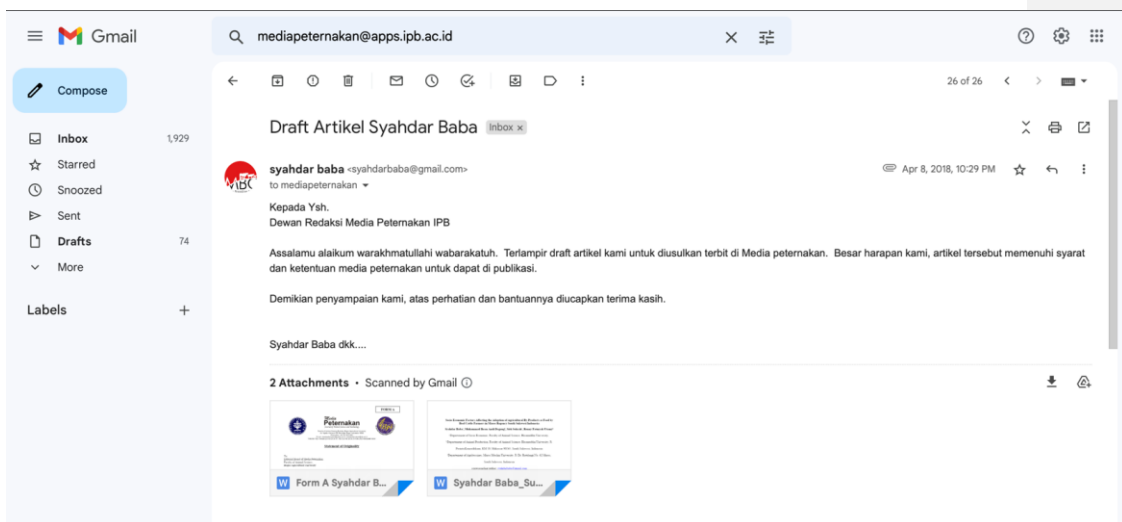 Gmail
mediapeternakan@apps.ipb.ac.id
Compose
26 of 26
Inbox 1,929
Starred
Snoozed
Sent
Drafts 74
More
Labels
Draft Artikel Syahdar Baba Inbox x
syahdar baba <syahdarbaba@gmail.com>
Apr 8, 2018, 10:29 PM
to mediapeternakan
MBC
Kepada Ysh.
Dewan Redaksi Media Peternakan IPB
Assalamu alaikum warakhmatullahi wabarakatuh. Terlampir draft artikel kami untuk diusulkan terbit di Media peternakan. Besar harapan kami, artikel tersebut memenuhi syarat
dan ketentuan media peternakan untuk dapat di publikasi.
Demikian penyampaian kami, atas perhatian dan bantuannya diucapkan terima kasih.
Syahdar Baba dkk....
2 Attachments • Scanned by Gmail
Media
Peternakan
FORM A
W Form A Syahdar B...
W Syahdar Baba_Su...